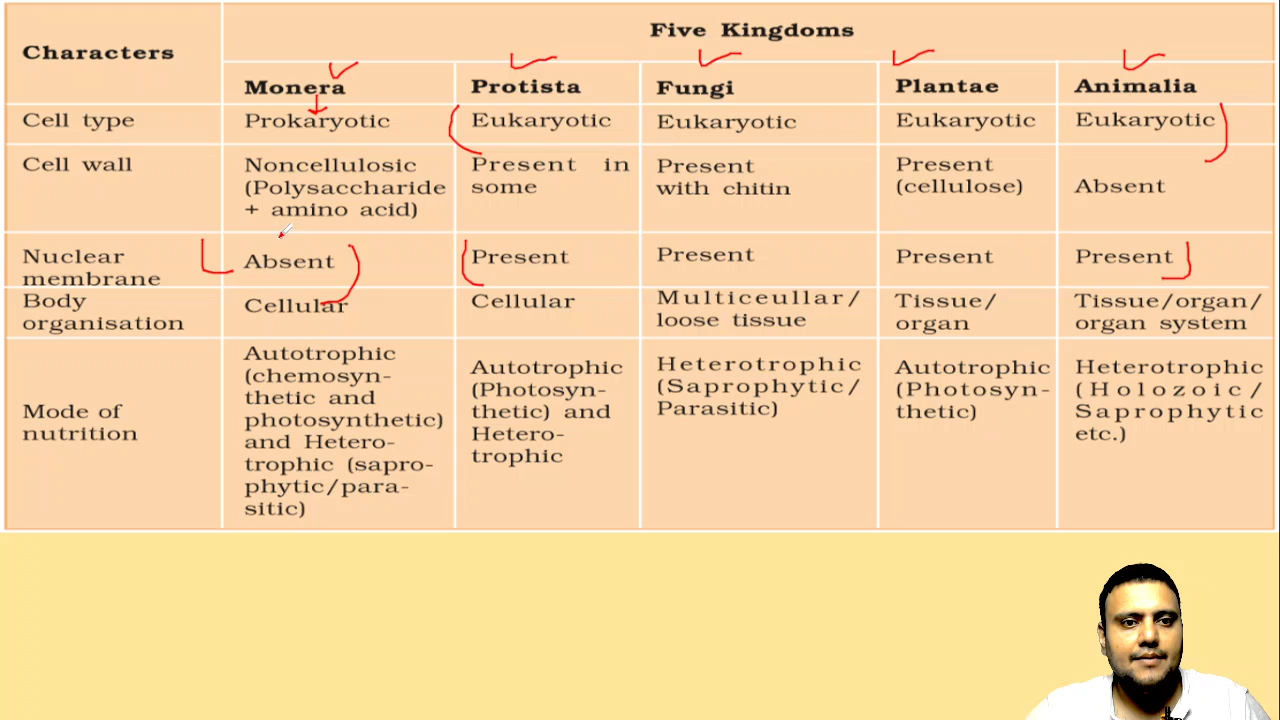 Characters
Five Kingdoms
Monera
Protista
Fungi
Plantae
Animalia
Cell type
Prokaryotic
Eukaryotic
Eukaryotic
Eukaryotic
Eukaryotic
Cell wall
Noncellulosic
(Polysaccharide
+ amino acid)
Present in
some
Present
with chitin
Present
(cellulose)
Absent
Nuclear
membrane
Absent
Present
Present
Present
Present
Body
organisation
Cellular
Cellular
Multiceullar/
loose tissue
Tissue/
organ
Tissue/organ/
organ system
Mode of
nutrition
Autotrophic
(chemosyn-
thetic and
photosynthetic)
and Hetero-
trophic (sapro-
phytic/para-
sitic)
Autotrophic
(Photosyn-
thetic) and
Hetero-
trophic
Heterotrophic
(Saprophytic/
Parasitic)
Autotrophic
(Photosyn-
thetic)
Heterotrophic
(Holozoic/
Saprophytic
etc.)